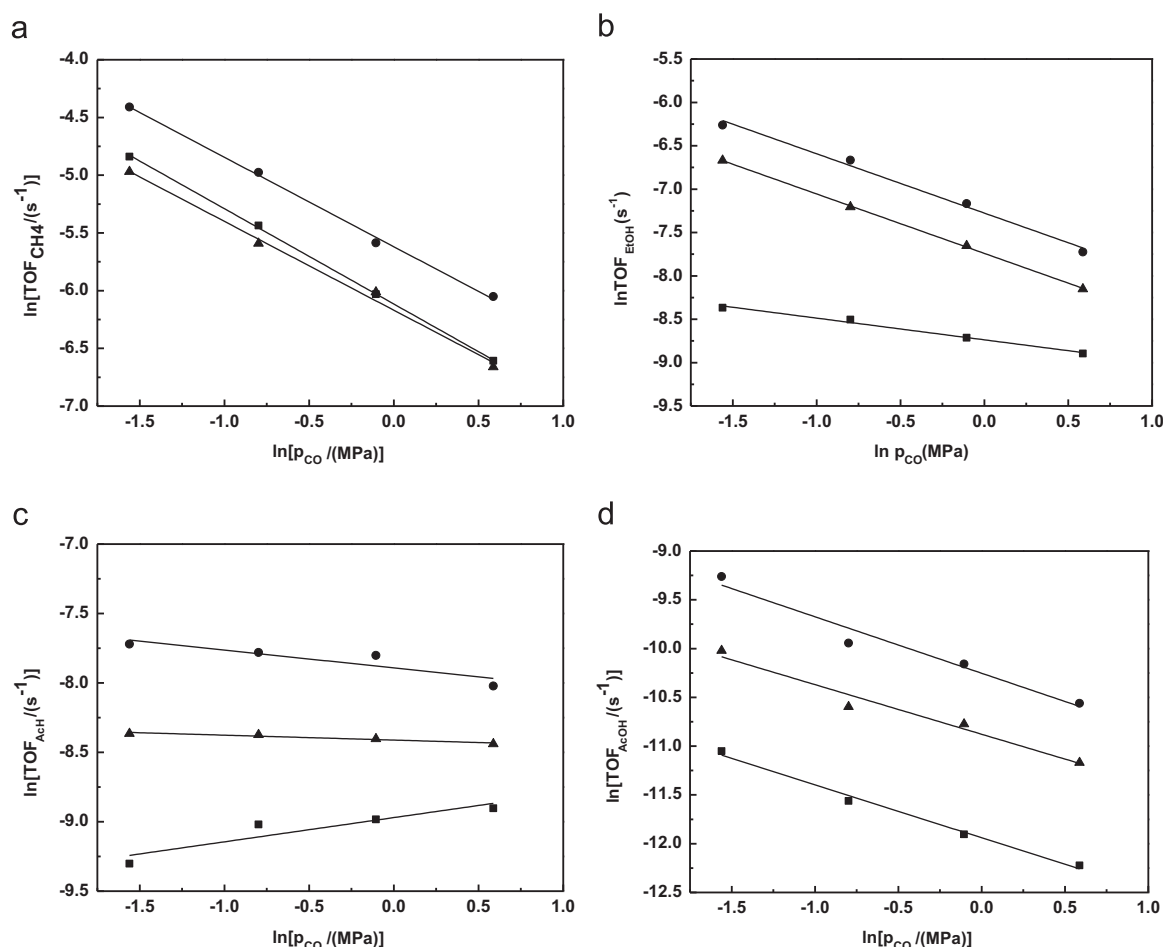 a
ln[TOF_CH4/(s^-1)]
-4.0
-4.5
-5.0
-5.5
-6.0
-6.5
-7.0
-1.5 -1.0 -0.5 0.0 0.5 1.0
ln[p_CO /(MPa)]
b
lnTOF_EtOH(s^-1)
-5.5
-6.0
-6.5
-7.0
-7.5
-8.0
-8.5
-9.0
-9.5
-1.5 -1.0 -0.5 0.0 0.5 1.0
ln p_CO(MPa)
c
ln[TOF_AcH/(s^-1)]
-7.0
-7.5
-8.0
-8.5
-9.0
-9.5
-1.5 -1.0 -0.5 0.0 0.5 1.0
ln[p_CO /(MPa)]
d
ln[TOF_AcOH/(s^-1)]
-9.0
-9.5
-10.0
-10.5
-11.0
-11.5
-12.0
-12.5
-1.5 -1.0 -0.5 0.0 0.5 1.0
ln[p_CO /(MPa)]